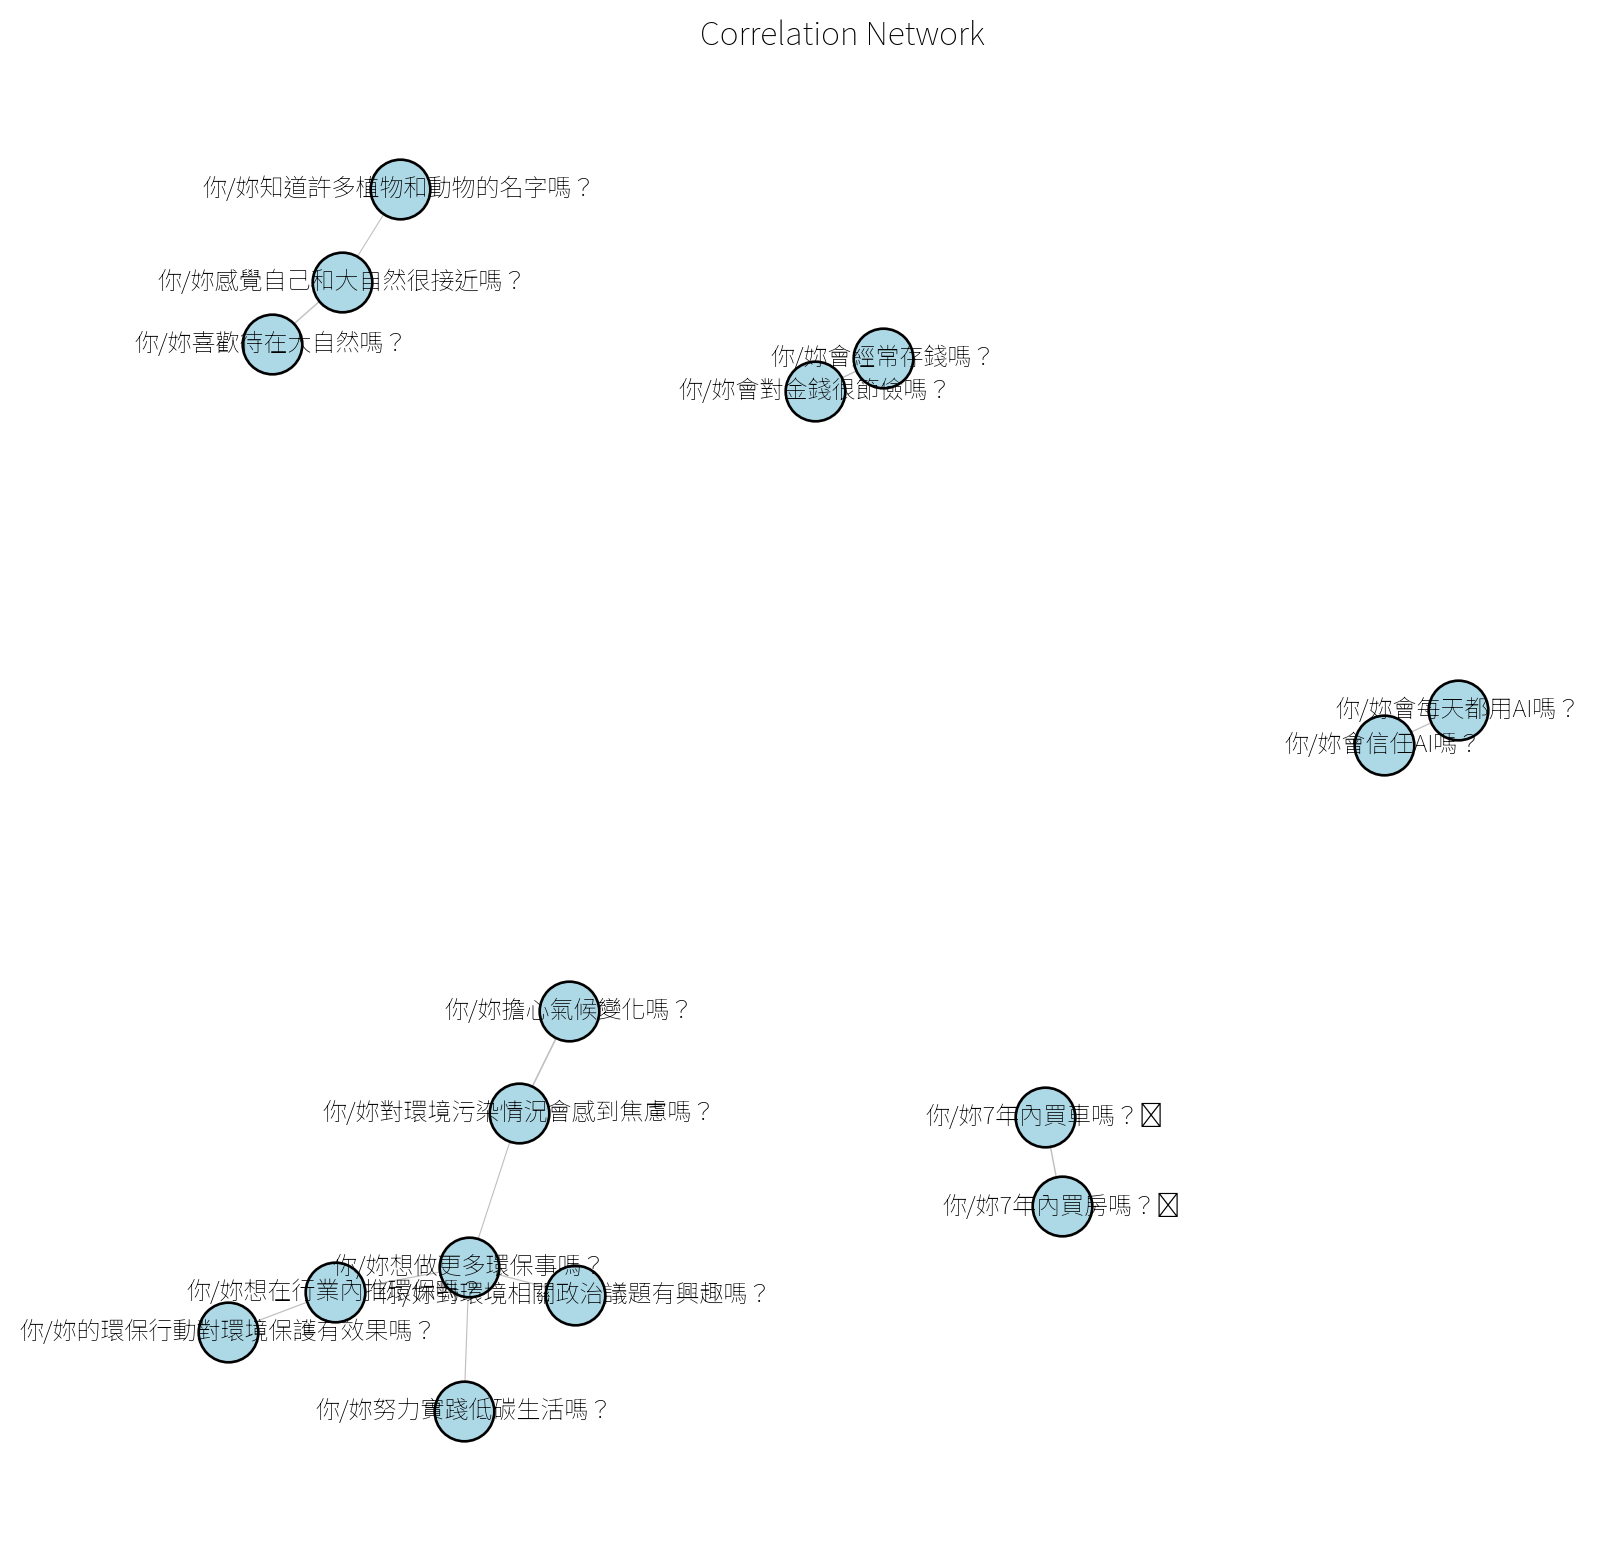 Correlation Network
你/妳知道許多植物和動物的名字嗎？
你/妳感覺自己和大自然很接近嗎？
你/妳喜歡待在大自然嗎？
你/妳會經常存錢嗎？
你/妳會對金錢很節儉嗎？
你/妳會每天都用AI嗎？
你/妳會信任AI嗎？
你/妳擔心氣候變化嗎？
你/妳對環境污染情況會感到焦慮嗎？
你/妳7年內買車嗎？
你/妳7年內買房嗎？
你/妳想做更多環保事嗎？
你/妳想在行業內推環保嗎？
你/妳對環境相關政治議題有興趣嗎？
你/妳的環保行動對環境保護有效果嗎？
你/妳努力實踐低碳生活嗎？